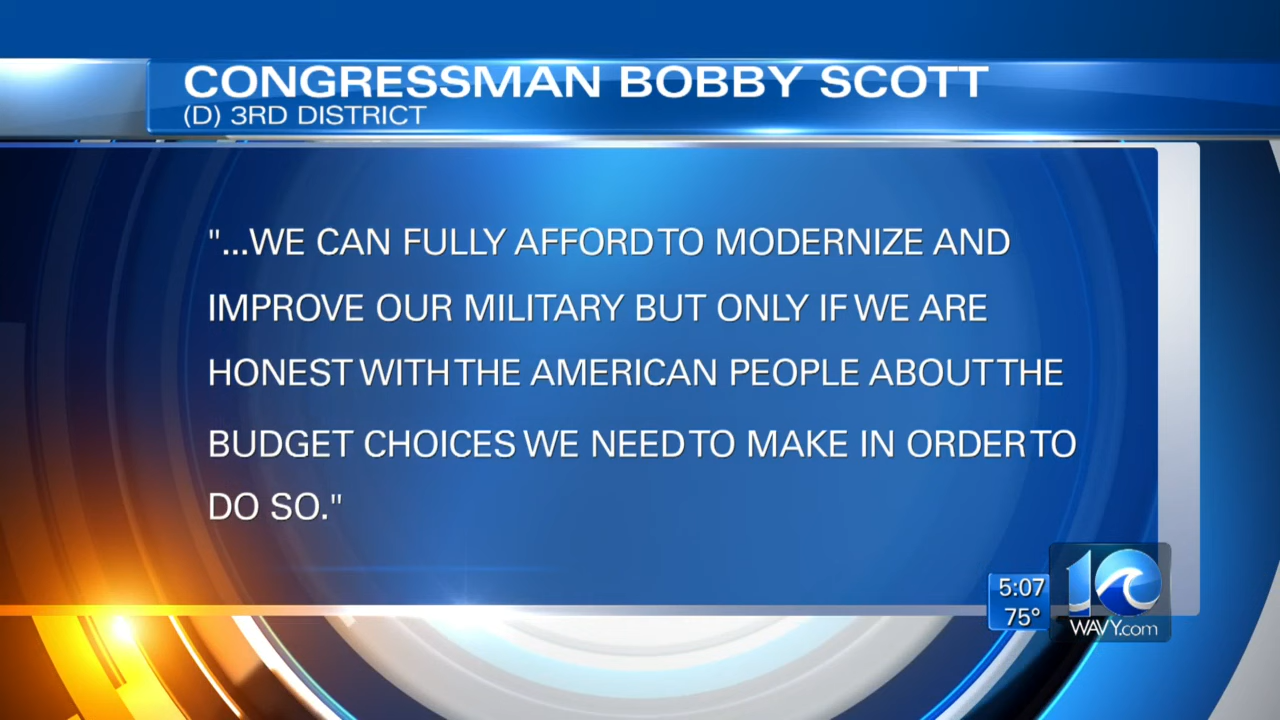 CONGRESSMAN BOBBY SCOTT
(D) 3RD DISTRICT
"...WE CAN FULLY AFFORD TO MODERNIZE AND
IMPROVE OUR MILITARY BUT ONLY IF WE ARE
HONEST WITH THE AMERICAN PEOPLE ABOUT THE
BUDGET CHOICES WE NEED TO MAKE IN ORDER TO
DO SO."
5:07
75°
10
WAVY.com